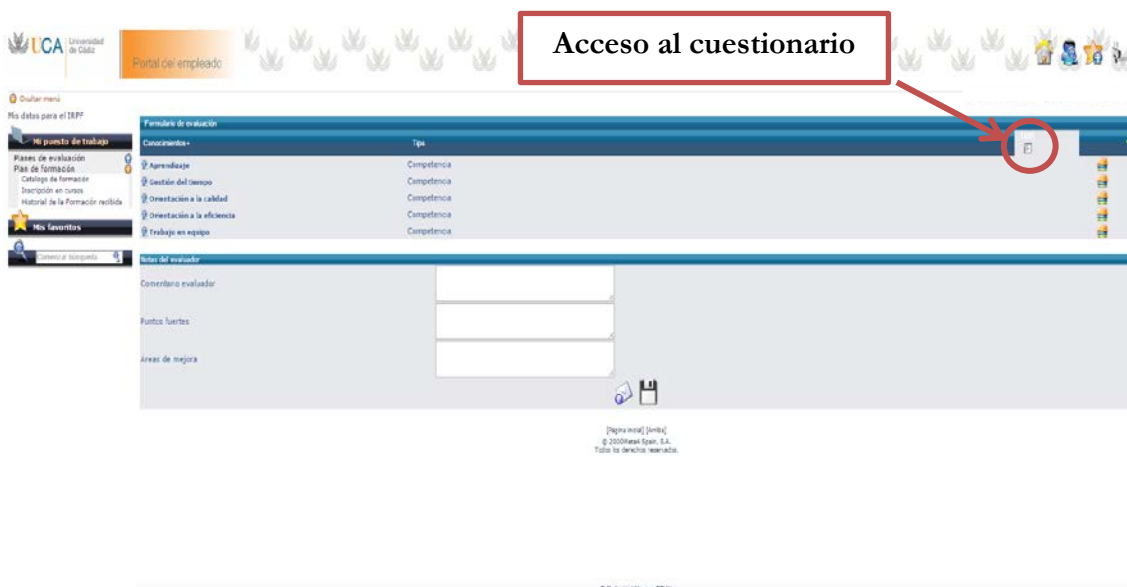 Acceso al cuestionario
UCA Universidad de Cádiz
Portal del empleado
Ocultar menú
Mis datos para el IRPF
Mi puesto de trabajo
Planes de evaluación
Plan de formación
Catálogo de formación
Inscripción en cursos
Historial de la Formación recibida
Mis favoritos
Comenzar búsqueda
Formulario de evaluación
Conocimientos+ Tipo
Aprendizaje Competencia
Gestión del tiempo Competencia
Orientación a la calidad Competencia
Orientación a la eficiencia Competencia
Trabajo en equipo Competencia
Notas del evaluador
Comentario evaluador
Puntos fuertes
Areas de mejora
[Página inicial] [Arriba]
© 2000Meta4 Spain, S.A.
Todos los derechos reservados.